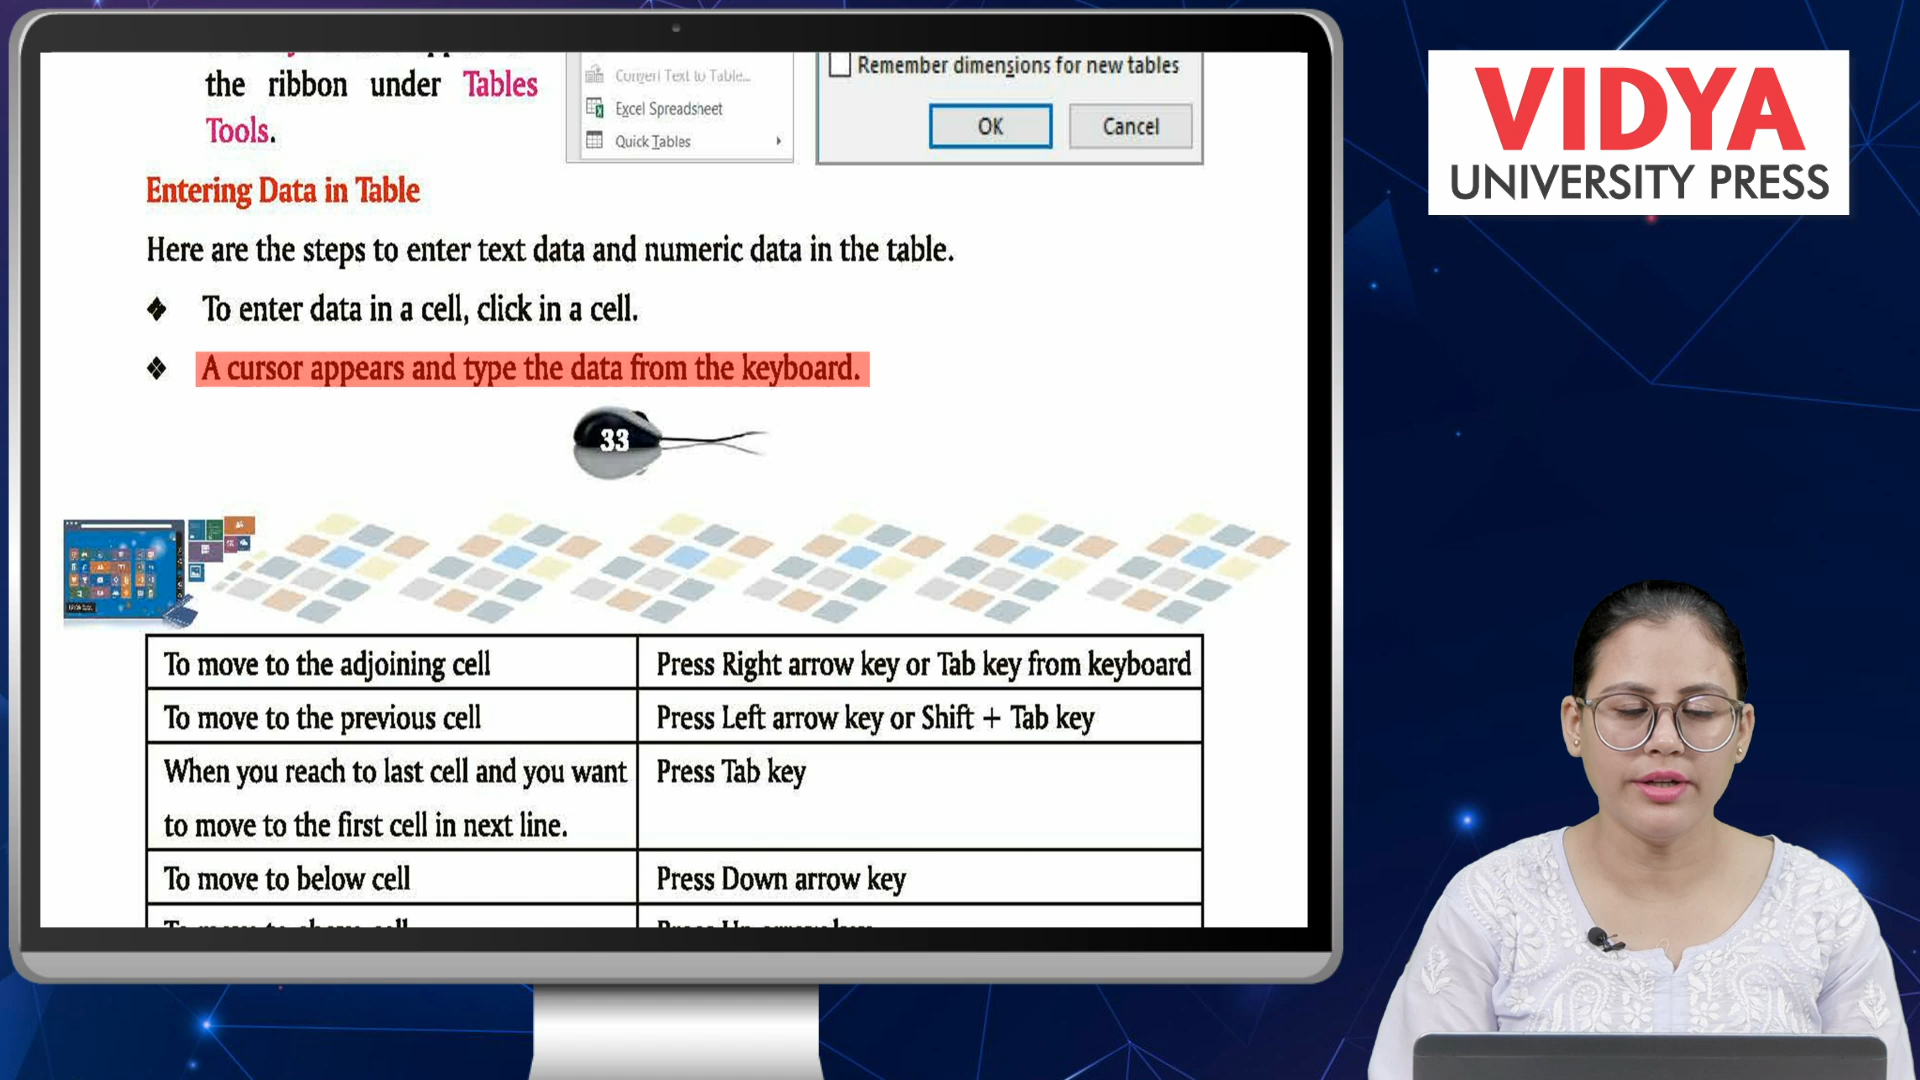 the ribbon under Tables
Tools.
Convert Text to Table...
Excel Spreadsheet
Quick Tables
Remember dimensions for new tables
OK
Cancel
Entering Data in Table
Here are the steps to enter text data and numeric data in the table.
❖ To enter data in a cell, click in a cell.
❖ A cursor appears and type the data from the keyboard.
33
To move to the adjoining cell
Press Right arrow key or Tab key from keyboard
To move to the previous cell
Press Left arrow key or Shift + Tab key
When you reach to last cell and you want
to move to the first cell in next line.
Press Tab key
To move to below cell
Press Down arrow key
VIDYA
UNIVERSITY PRESS